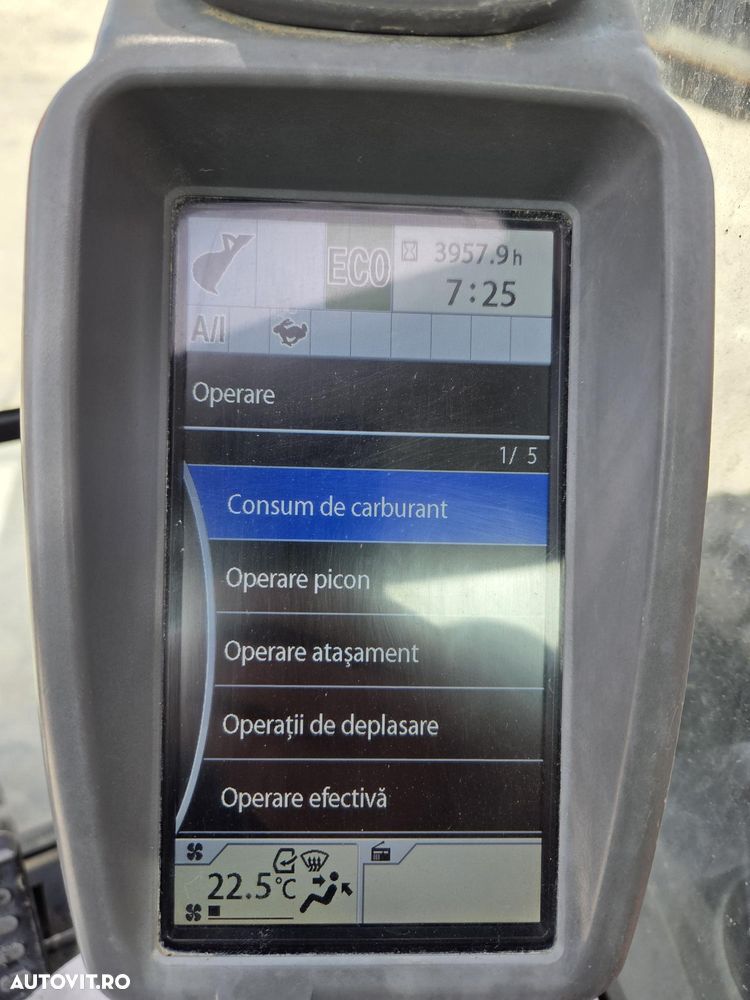 ECO
3957.9 h
7:25
A/I
Operare
1/ 5
Consum de carburant
Operare picon
Operare ataşament
Operaţii de deplasare
Operare efectivă
22.5°C
AUTOVIT.RO